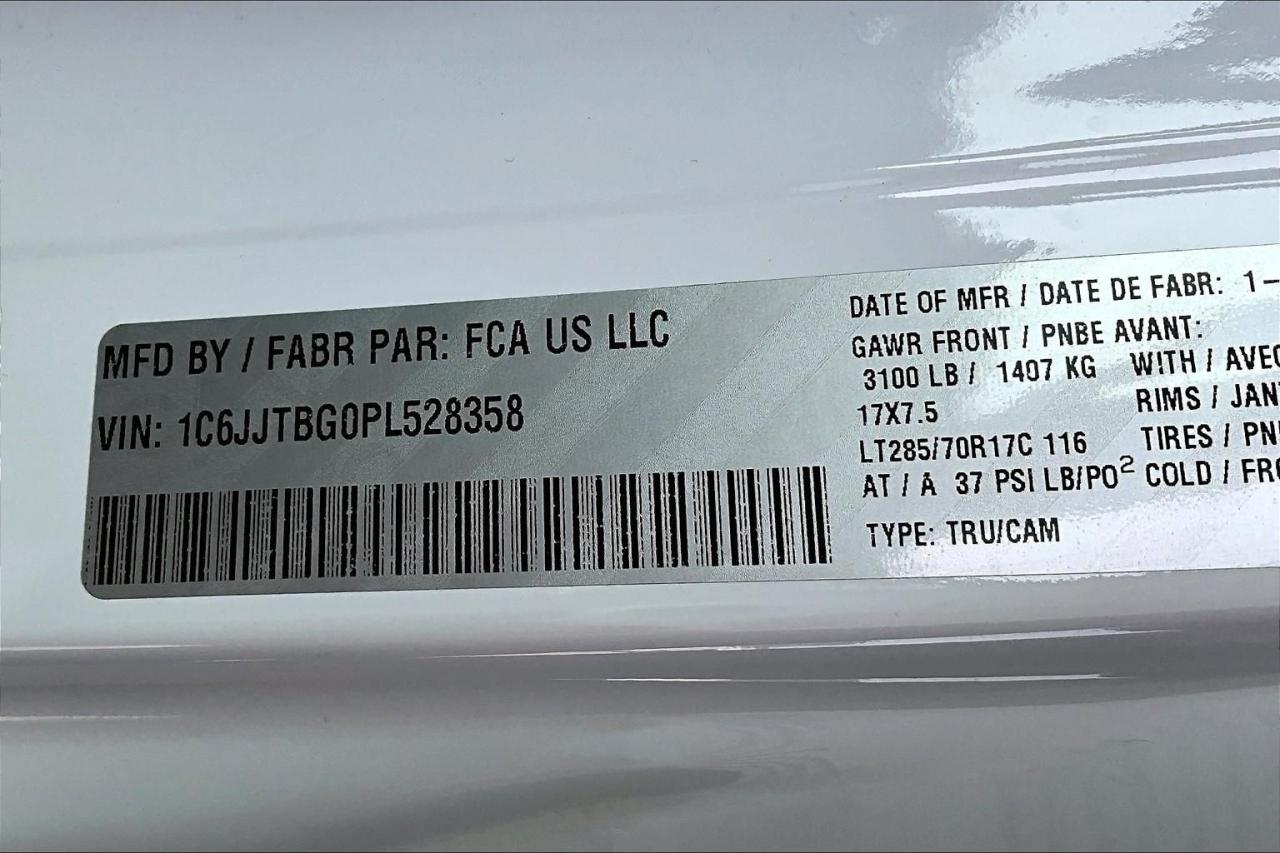 MFD BY / FABR PAR: FCA US LLC
VIN: 1C6JJTBG0PL528358
DATE OF MFR / DATE DE FABR: 1-
GAWR FRONT / PNBE AVANT:
3100 LB / 1407 KG WITH / AVEC
17X7.5 RIMS / JAN
LT285/70R17C 116 TIRES / PN
AT / À 37 PSI LB/PO² COLD / FRO
TYPE: TRU/CAM